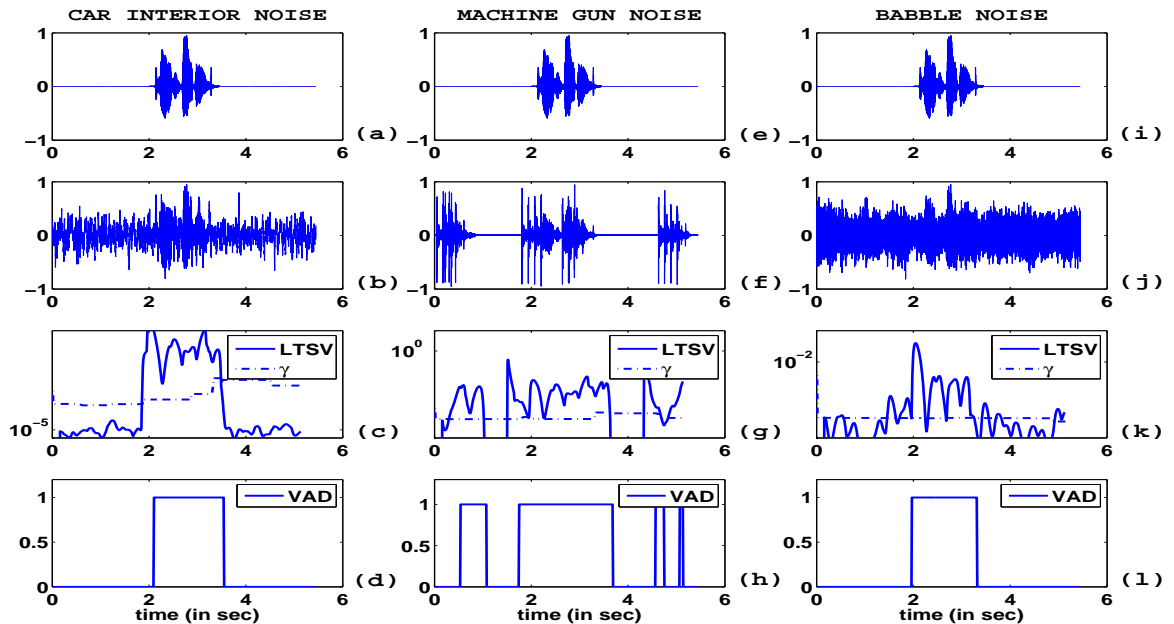 CAR INTERIOR NOISE
1
0
−1
0 2 4 6
(a)
1
0
−1
0 2 4 6
(b)
LTSV
γ
10^-5
0 2 4 6
(c)
VAD
1
0.5
0
0 2 4 6
time (in sec)
(d)
MACHINE GUN NOISE
1
0
−1
0 2 4 6
(e)
1
0
−1
0 2 4 6
(f)
10^0
LTSV
γ
0 2 4 6
(g)
VAD
1
0.5
0
0 2 4 6
time (in sec)
(h)
BABBLE NOISE
1
0
−1
0 2 4 6
(i)
1
0
−1
0 2 4 6
(j)
10^-2
LTSV
γ
0 2 4 6
(k)
VAD
1
0.5
0
0 2 4 6
time (in sec)
(l)